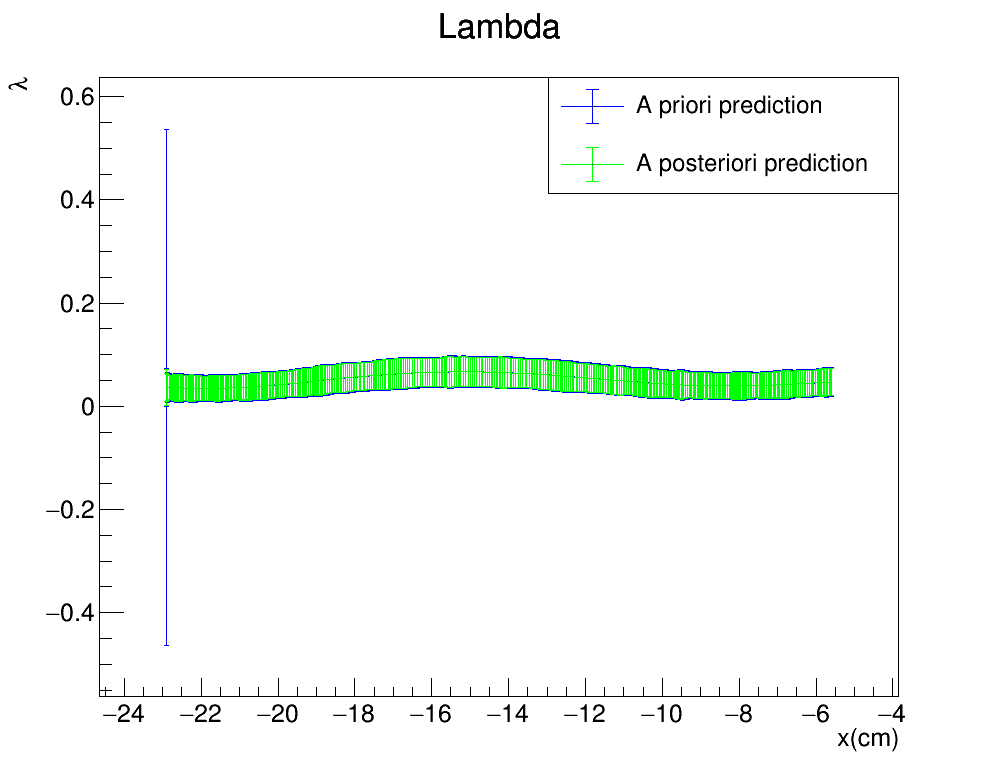 Lambda
λ
A priori prediction
A posteriori prediction
0.6
0.4
0.2
0
−0.2
−0.4
−24 −22 −20 −18 −16 −14 −12 −10 −8 −6 −4
x(cm)